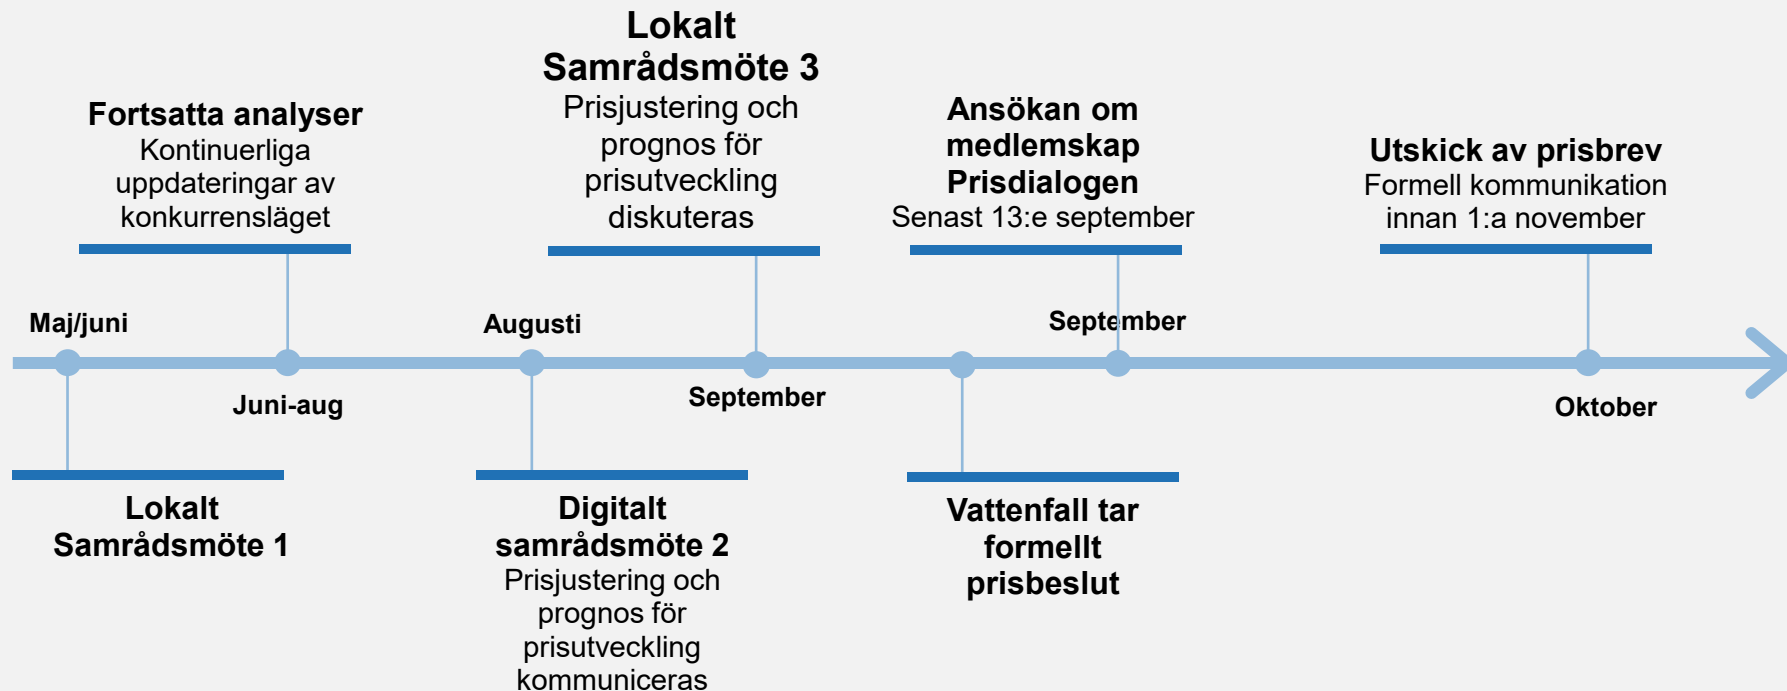 Lokalt
Samrådsmöte 3
Prisjustering och
prognos för
prisutveckling
diskuteras
Fortsatta analyser
Kontinuerliga
uppdateringar av
konkurrensläget
Ansökan om
medlemskap
Prisdialogen
Senast 13:e september
Utskick av prisbrev
Formell kommunikation
innan 1:a november
Maj/juni
Augusti
September
Juni-aug
September
Oktober
Lokalt
Samrådsmöte 1
Digitalt
samrådsmöte 2
Prisjustering och
prognos för
prisutveckling
kommuniceras
Vattenfall tar
formellt
prisbeslut